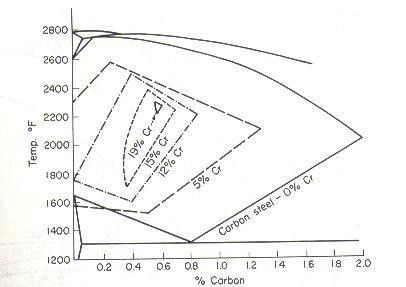 2800
2600
2400
2200
2000
1800
1600
1400
1200
Temp. °F
19% Cr
15% Cr
12% Cr
5% Cr
Carbon steel – 0% Cr
0.2 0.4 0.6 0.8 1.0 1.2 1.4 1.6 1.8 2.0
% Carbon